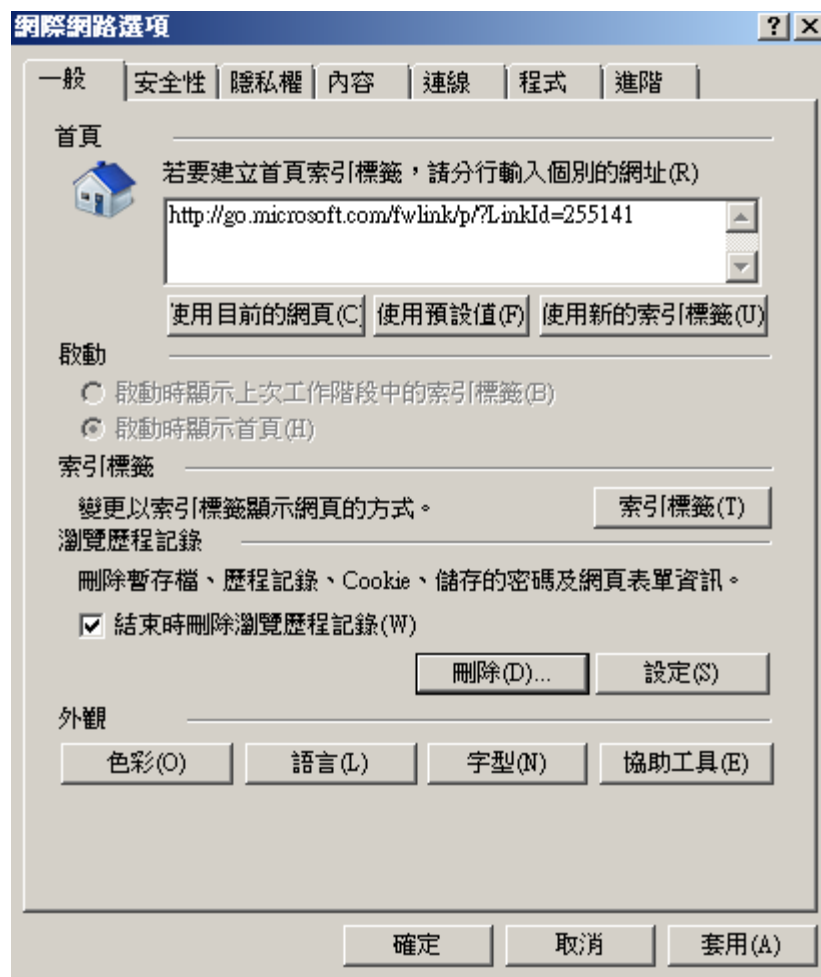 網際網路選項
一般 安全性 隱私權 內容 連線 程式 進階
首頁
若要建立首頁索引標籤，請分行輸入個別的網址(R)
http://go.microsoft.com/fwlink/p/?LinkId=255141
使用目前的網頁(C 使用預設值(F) 使用新的索引標籤(U)
啟動
啟動時顯示上次工作階段中的索引標籤(B)
啟動時顯示首頁(H)
索引標籤
變更以索引標籤顯示網頁的方式。 索引標籤(T)
瀏覽歷程記錄
刪除暫存檔、歷程記錄、Cookie、儲存的密碼及網頁表單資訊。
結束時刪除瀏覽歷程記錄(W)
刪除(D)... 設定(S)
外觀
色彩(O) 語言(L) 字型(N) 協助工具(E)
確定 取消 套用(A)